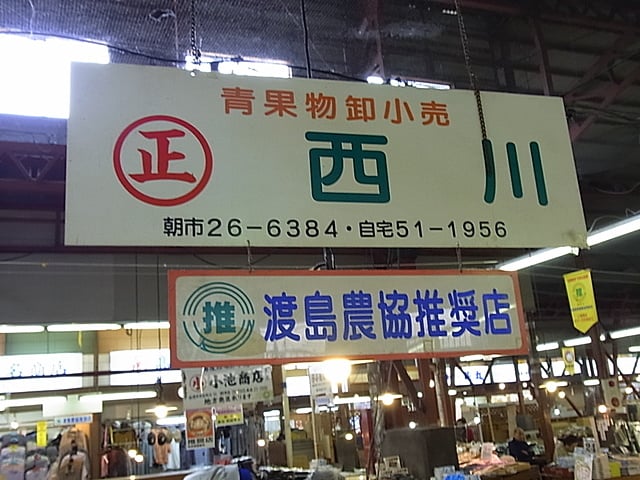 青果物卸小売
正 西川
朝市26-6384・自宅51-1956
推 渡島農協推奨店
小池商店